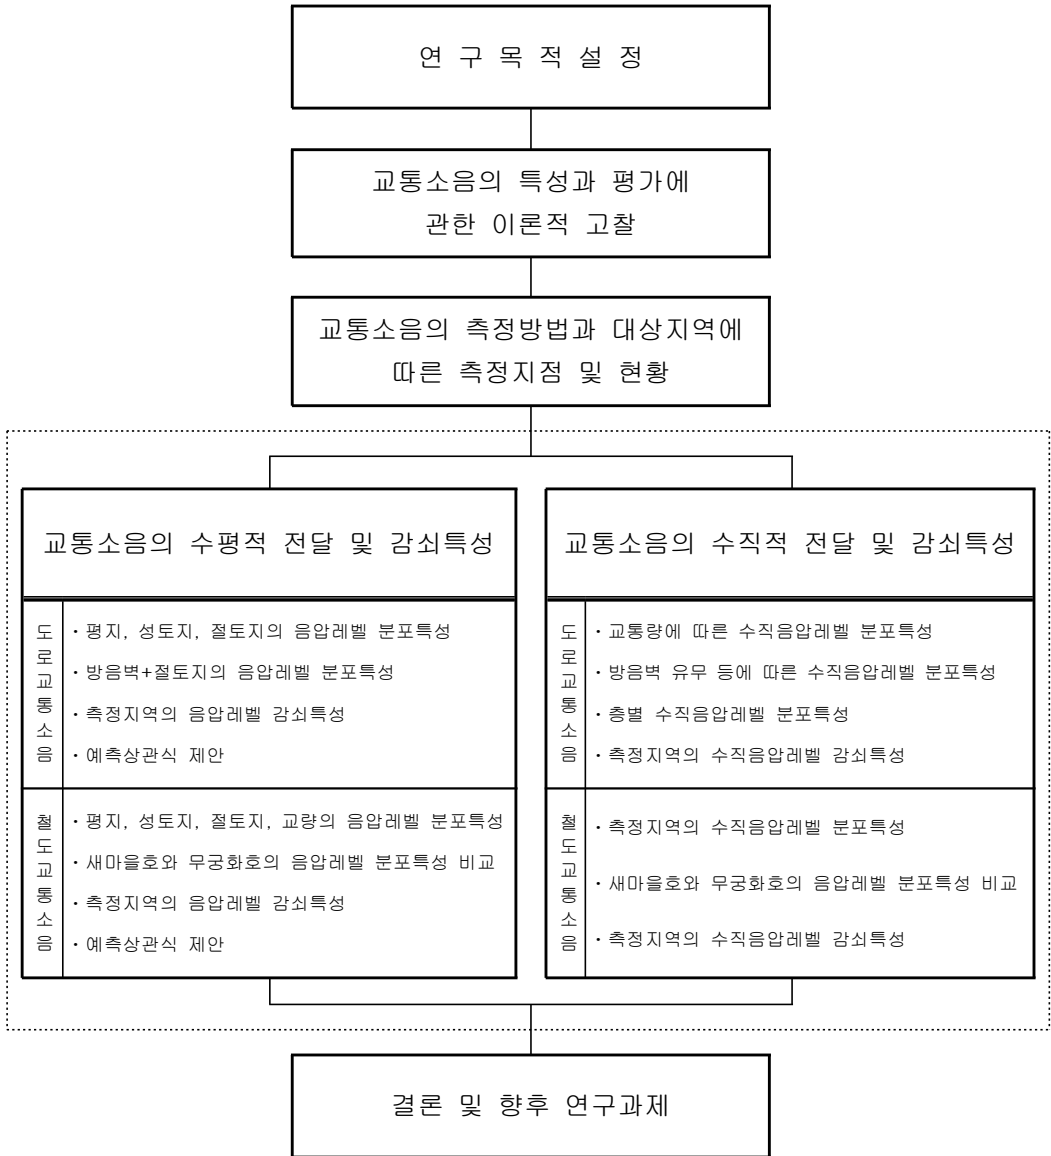 연 구 목 적 설 정
교통소음의 특성과 평가에
관한 이론적 고찰
교통소음의 측정방법과 대상지역에
따른 측정지점 및 현황
교통소음의 수평적 전달 및 감쇠특성
도로교통소음
· 평지, 성토지, 절토지의 음압레벨 분포특성
· 방음벽+절토지의 음압레벨 분포특성
· 측정지역의 음압레벨 감쇠특성
· 예측상관식 제안
철도교통소음
· 평지, 성토지, 절토지, 교량의 음압레벨 분포특성
· 새마을호와 무궁화호의 음압레벨 분포특성 비교
· 측정지역의 음압레벨 감쇠특성
· 예측상관식 제안
교통소음의 수직적 전달 및 감쇠특성
도로교통소음
· 교통량에 따른 수직음압레벨 분포특성
· 방음벽 유무 등에 따른 수직음압레벨 분포특성
· 층별 수직음압레벨 분포특성
· 측정지역의 수직음압레벨 감쇠특성
철도교통소음
· 측정지역의 수직음압레벨 분포특성
· 새마을호와 무궁화호의 음압레벨 분포특성 비교
· 측정지역의 수직음압레벨 감쇠특성
결론 및 향후 연구과제